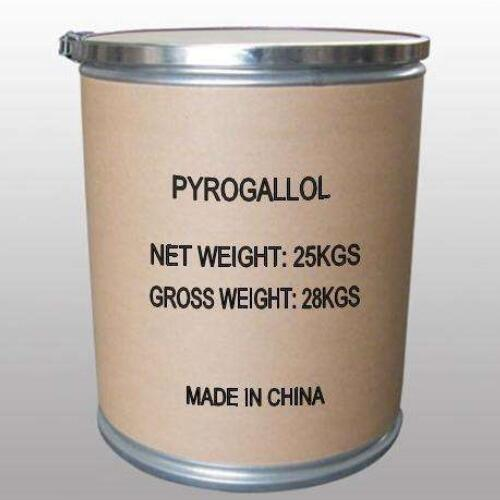 PYROGALLOL
NET WEIGHT: 25KGS
GROSS WEIGHT: 28KGS
MADE IN CHINA